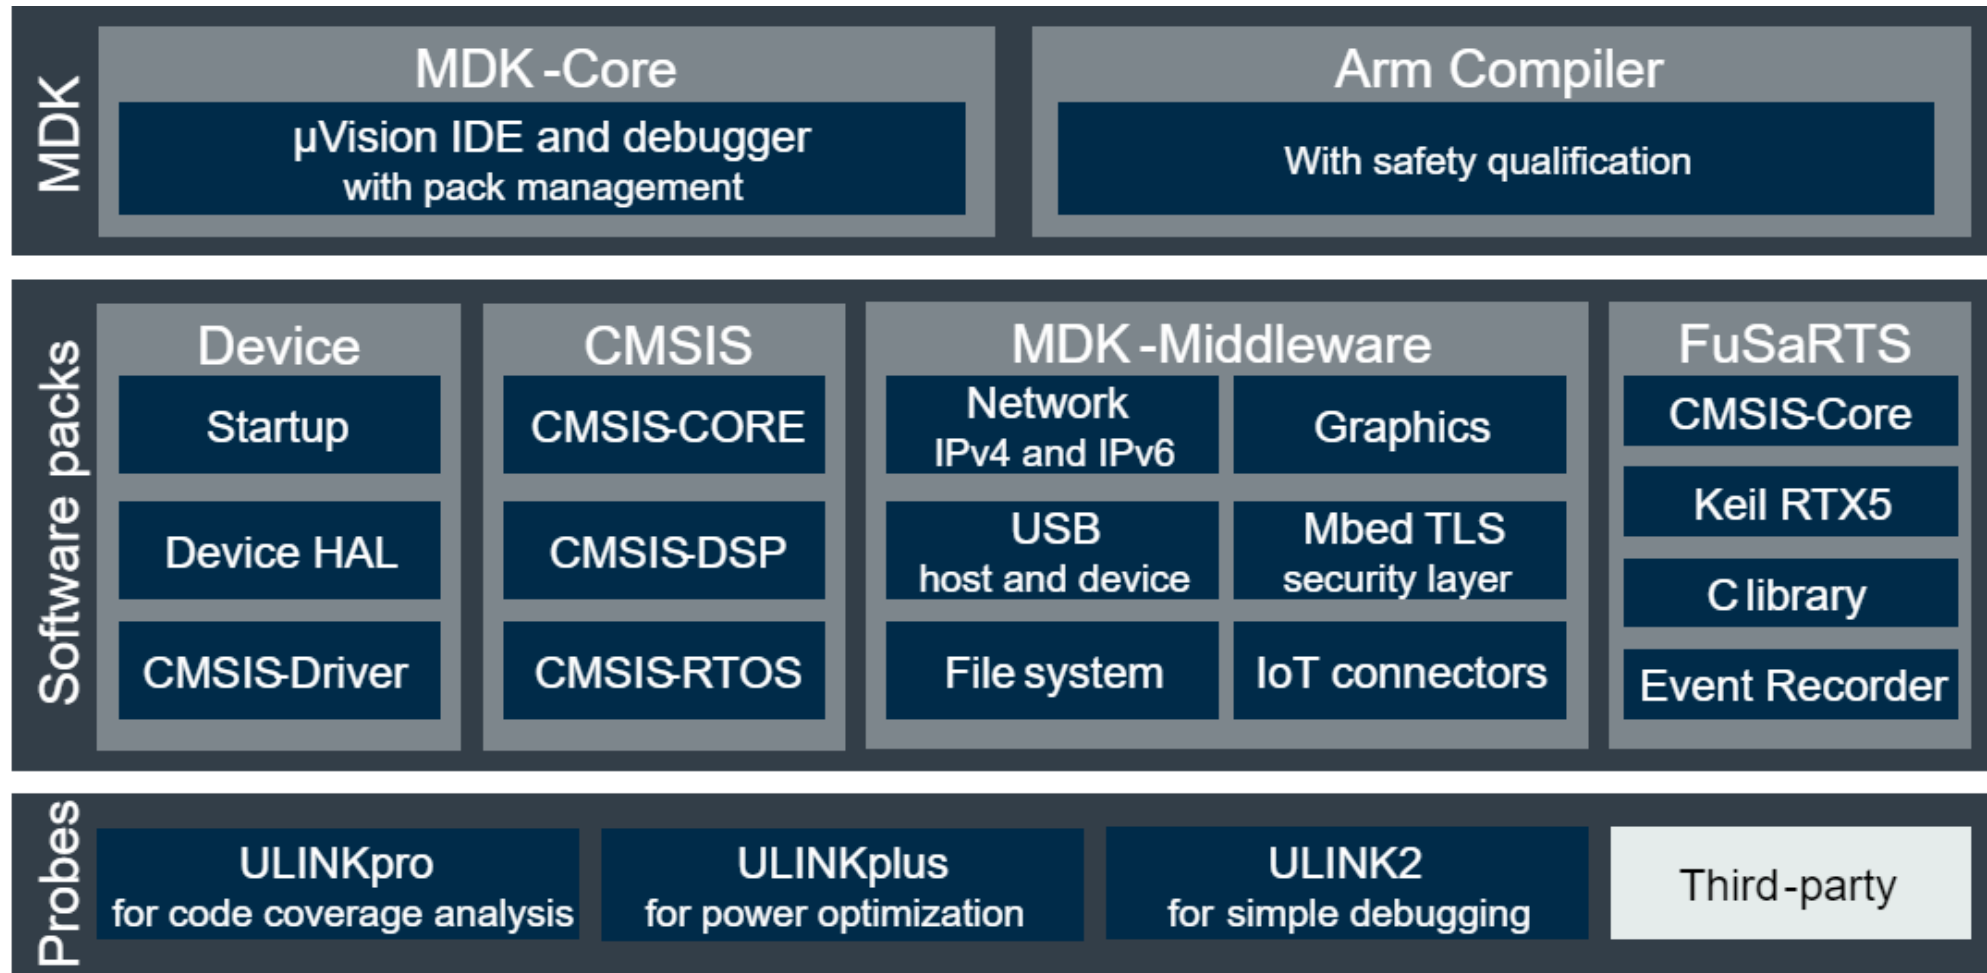 MDK
MDK-Core
µVision IDE and debugger
with pack management
Arm Compiler
With safety qualification
Software packs
Device
Startup
Device HAL
CMSIS-Driver
CMSIS
CMSIS-CORE
CMSIS-DSP
CMSIS-RTOS
MDK-Middleware
Network
IPv4 and IPv6
Graphics
USB
host and device
Mbed TLS
security layer
File system
IoT connectors
FuSaRTS
CMSIS-Core
Keil RTX5
C library
Event Recorder
Probes
ULINKpro
for code coverage analysis
ULINKplus
for power optimization
ULINK2
for simple debugging
Third-party